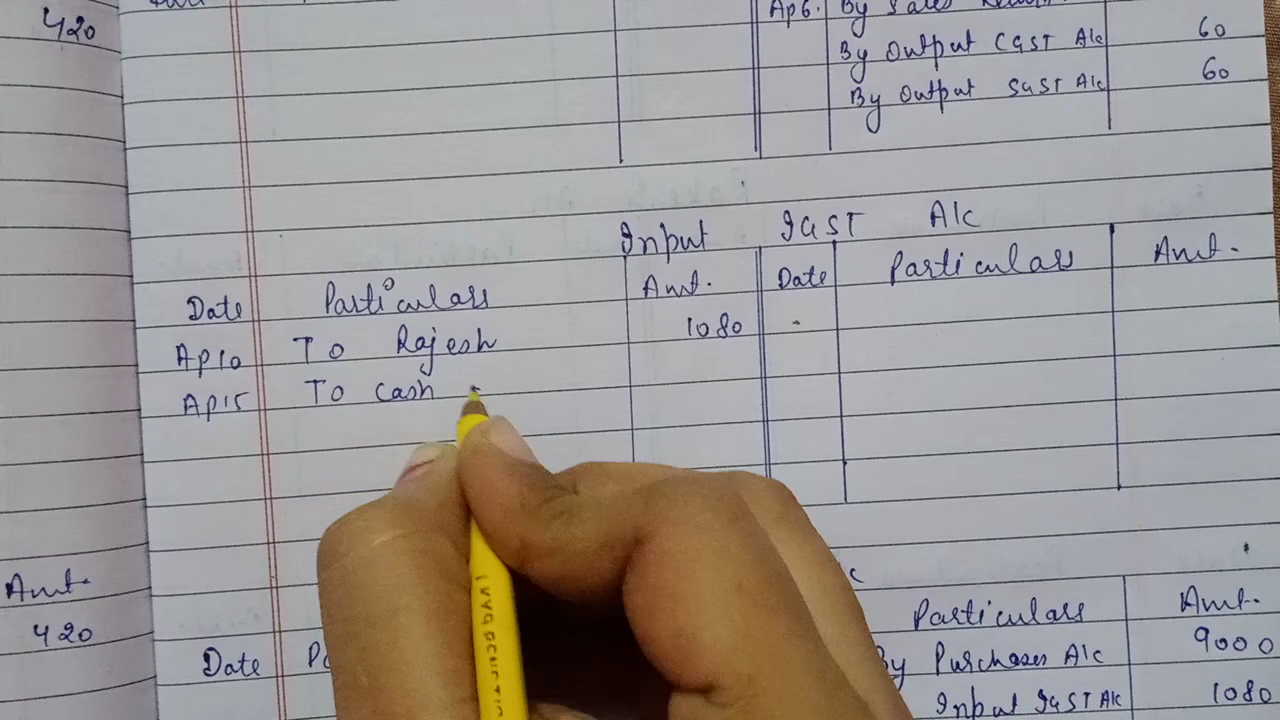 420
Ap6. By Sales
By Output CGST A/c 60
By Output SGST A/c 60
Input IGST A/c
Date Particulars Amt. Date Particulars Amt.
Ap10 To Rajesh 1080
Ap15 To Cash
Amt.
420
Date
Particulars Amt.
By Purchases A/c 9000
Input IGST A/c 1080